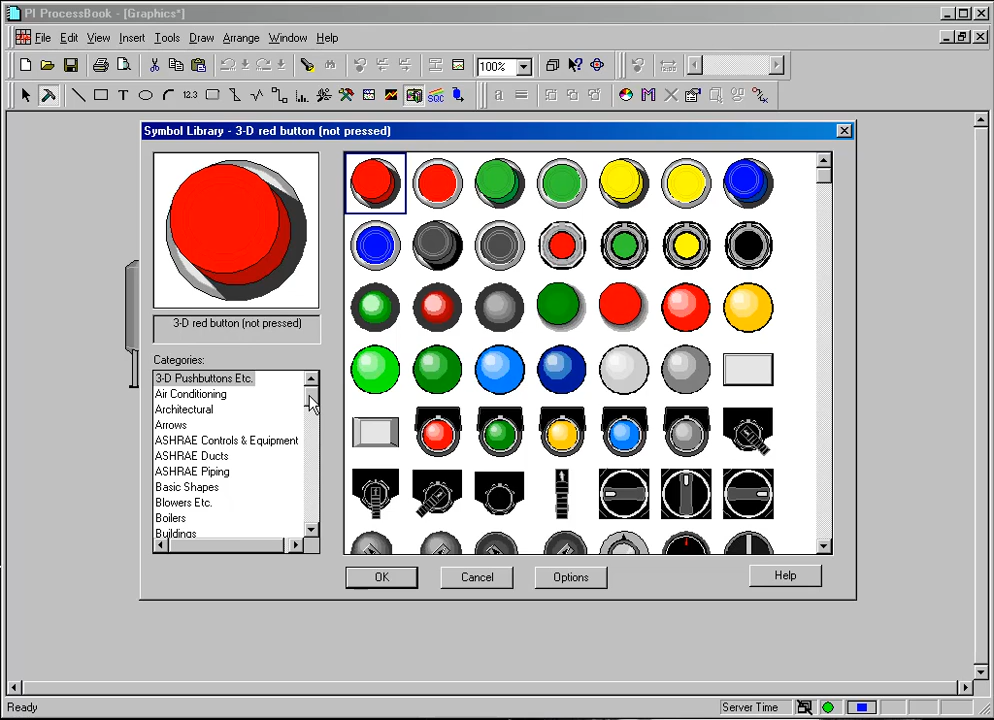 PI ProcessBook - [Graphics*]
File Edit View Insert Tools Draw Arrange Window Help
100%
T 12.3 SQC a
Symbol Library - 3-D red button (not pressed)
3-D red button (not pressed)
Categories:
3-D Pushbuttons Etc.
Air Conditioning
Architectural
Arrows
ASHRAE Controls & Equipment
ASHRAE Ducts
ASHRAE Piping
Basic Shapes
Blowers Etc.
Boilers
Buildings
OK Cancel Options Help
Ready Server Time